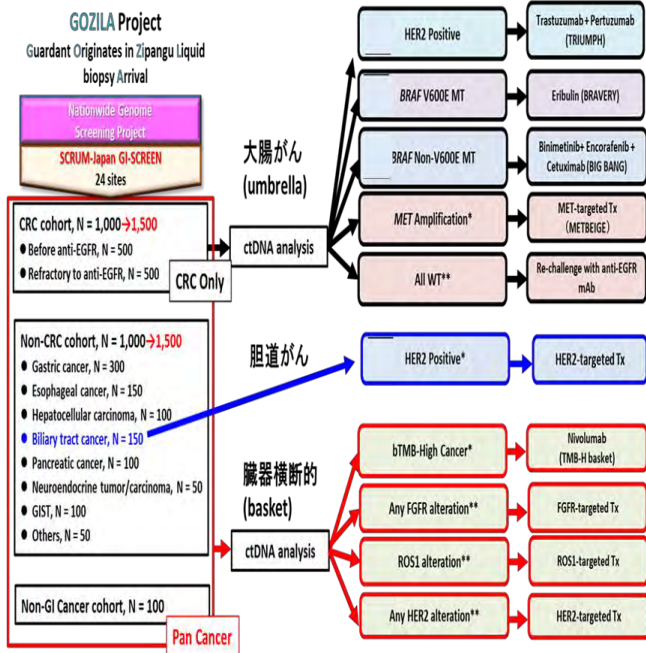 GOZILA Project
Guardant Originates in Zipangu Liquid
biopsy Arrival
Nationwide Genome
Screening Project
SCRUM-Japan GI-SCREEN
24 sites
CRC cohort, N = 1,000→1,500
● Before anti-EGFR, N = 500
● Refractory to anti-EGFR, N = 500
CRC Only
Non-CRC cohort, N = 1,000→1,500
● Gastric cancer, N = 300
● Esophageal cancer, N = 150
● Hepatocellular carcinoma, N = 100
● Biliary tract cancer, N = 150
● Pancreatic cancer, N = 100
● Neuroendocrine tumor/carcinoma, N = 50
● GIST, N = 100
● Others, N = 50
Non-GI Cancer cohort, N = 100
Pan Cancer
大腸がん
(umbrella)
ctDNA analysis
HER2 Positive
Trastuzumab + Pertuzumab
(TRIUMPH)
BRAF V600E MT
Eribulin (BRAVERY)
BRAF Non-V600E MT
Binimetinib+ Encorafenib +
Cetuximab (BIG BANG)
MET Amplification*
MET-targeted Tx
(METBEIGE)
All WT**
Re-challenge with anti-EGFR
mAb
胆道がん
HER2 Positive*
HER2-targeted Tx
臓器横断的
(basket)
ctDNA analysis
bTMB-High Cancer*
Nivolumab
(TMB-H basket)
Any FGFR alteration**
FGFR-targeted Tx
ROS1 alteration**
ROS1-targeted Tx
Any HER2 alteration**
HER2-targeted Tx